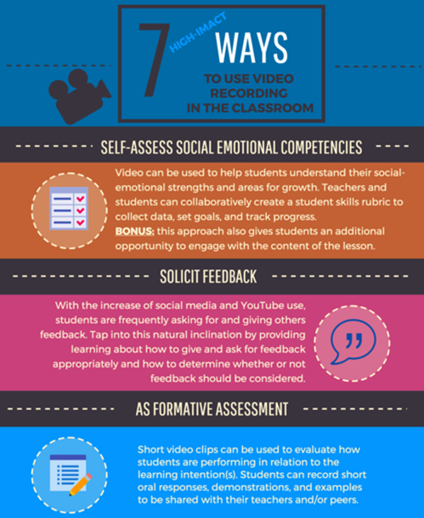 7 HIGH-IMACT WAYS
TO USE VIDEO
RECORDING
IN THE CLASSROOM
SELF-ASSESS SOCIAL EMOTIONAL COMPETENCIES
Video can be used to help students understand their social-
emotional strengths and areas for growth. Teachers and
students can collaboratively create a student skills rubric to
collect data, set goals, and track progress.
BONUS: this approach also gives students an additional
opportunity to engage with the content of the lesson.
SOLICIT FEEDBACK
With the increase of social media and YouTube use,
students are frequently asking for and giving others
feedback. Tap into this natural inclination by providing
learning about how to give and ask for feedback
appropriately and how to determine whether or not
feedback should be considered.
AS FORMATIVE ASSESSMENT
Short video clips can be used to evaluate how
students are performing in relation to the
learning intention(s). Students can record short
oral responses, demonstrations, and examples
to be shared with their teachers and/or peers.